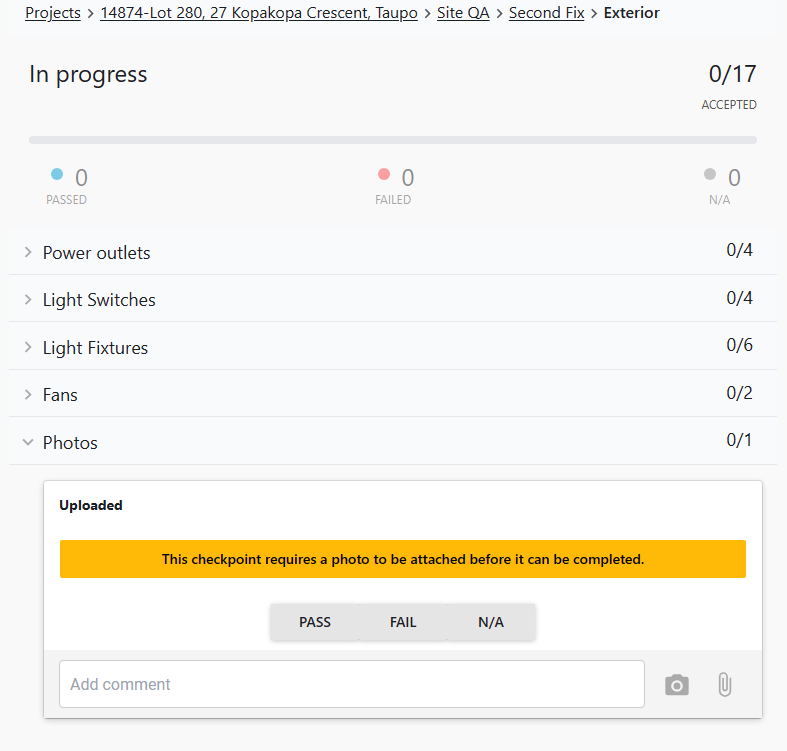 Projects > 14874-Lot 280, 27 Kopakopa Crescent, Taupo > Site QA > Second Fix > Exterior
In progress 0/17
ACCEPTED
0 0 0
PASSED FAILED N/A
Power outlets 0/4
Light Switches 0/4
Light Fixtures 0/6
Fans 0/2
Photos 0/1
Uploaded
This checkpoint requires a photo to be attached before it can be completed.
PASS FAIL N/A
Add comment